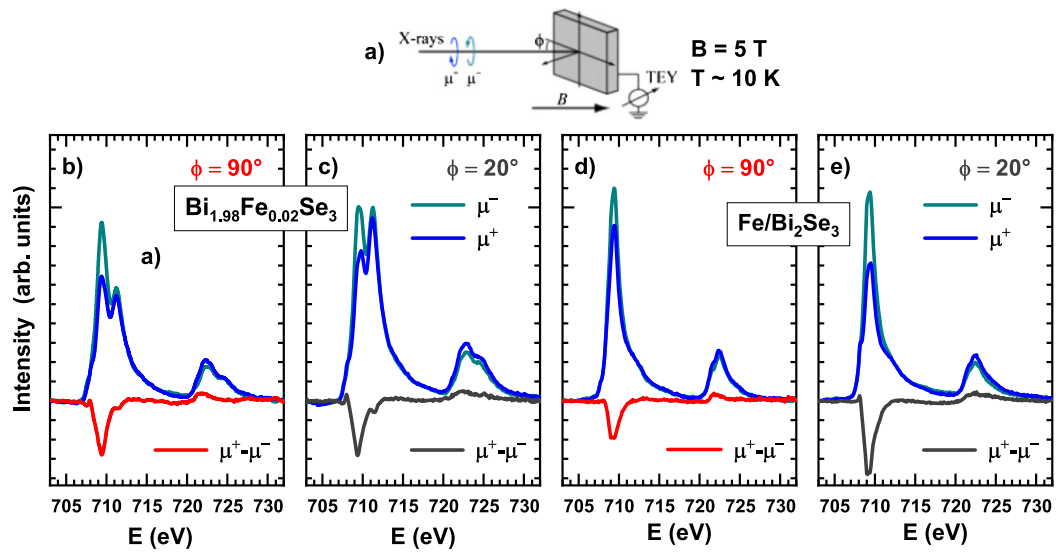 a)
X-rays
μ⁺ μ⁻
ϕ
B
TEY
B = 5 T
T ~ 10 K
Intensity (arb. units)
b)
ϕ = 90°
Bi₁.₉₈Fe₀.₀₂Se₃
a)
μ⁺-μ⁻
705 710 715 720 725 730
E (eV)
c)
ϕ = 20°
μ⁻
μ⁺
μ⁺-μ⁻
705 710 715 720 725 730
E (eV)
d)
ϕ = 90°
Fe/Bi₂Se₃
μ⁺-μ⁻
705 710 715 720 725 730
E (eV)
e)
ϕ = 20°
μ⁻
μ⁺
μ⁺-μ⁻
705 710 715 720 725 730
E (eV)